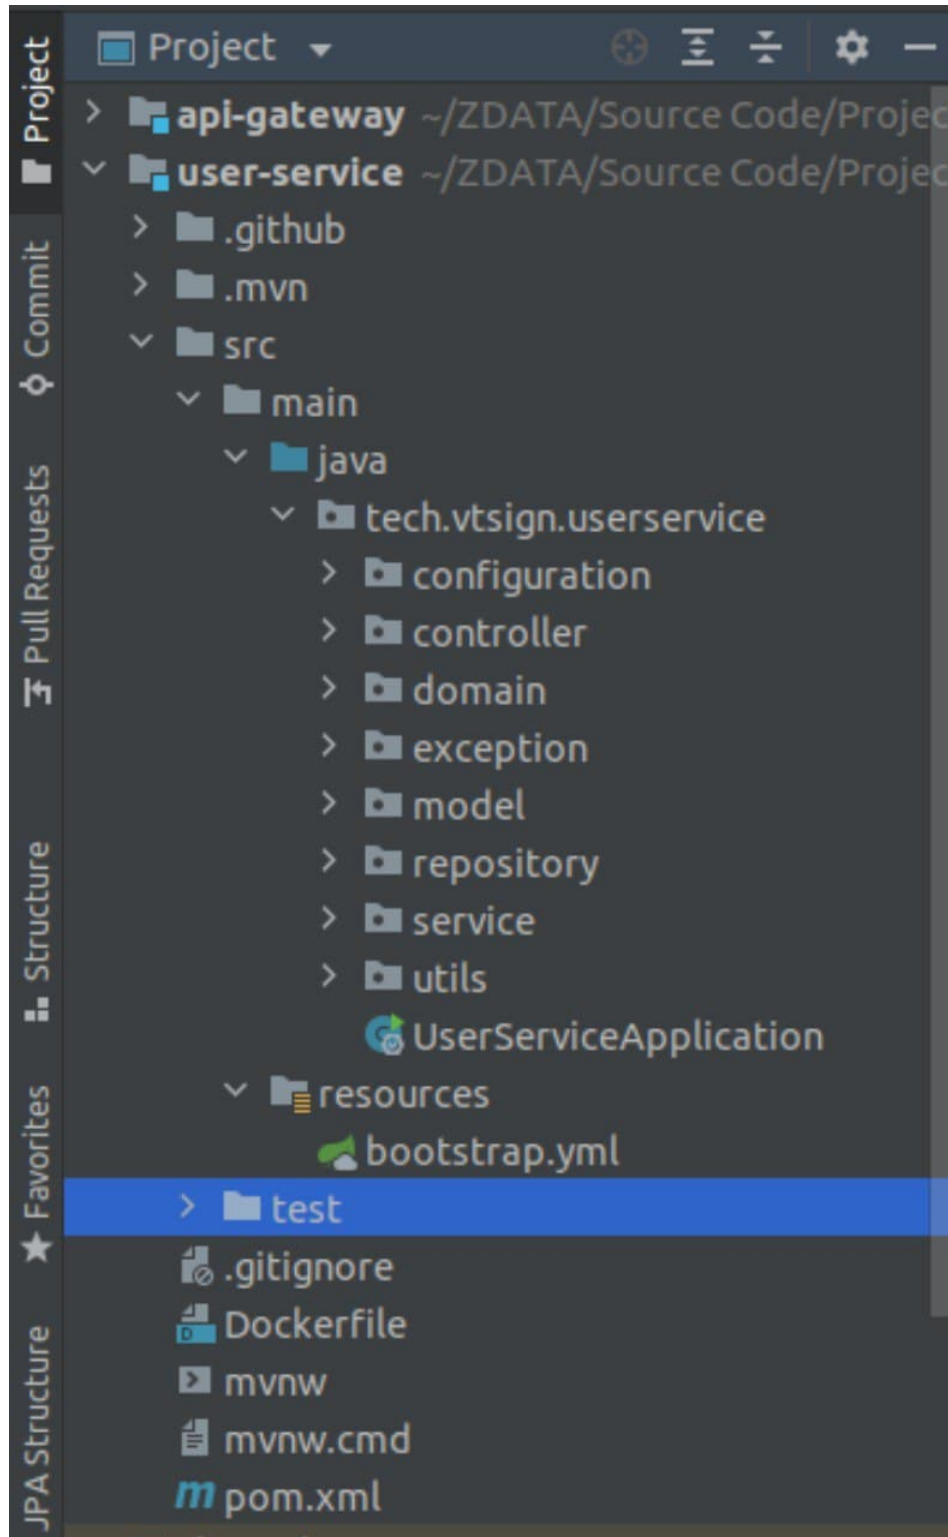 Project
api-gateway ~/ZDATA/Source Code/Projec
user-service ~/ZDATA/Source Code/Projec
.github
.mvn
src
main
java
tech.vtsign.userservice
configuration
controller
domain
exception
model
repository
service
utils
UserServiceApplication
resources
bootstrap.yml
test
.gitignore
Dockerfile
mvnw
mvnw.cmd
pom.xml
Project
Commit
Pull Requests
Structure
Favorites
JPA Structure